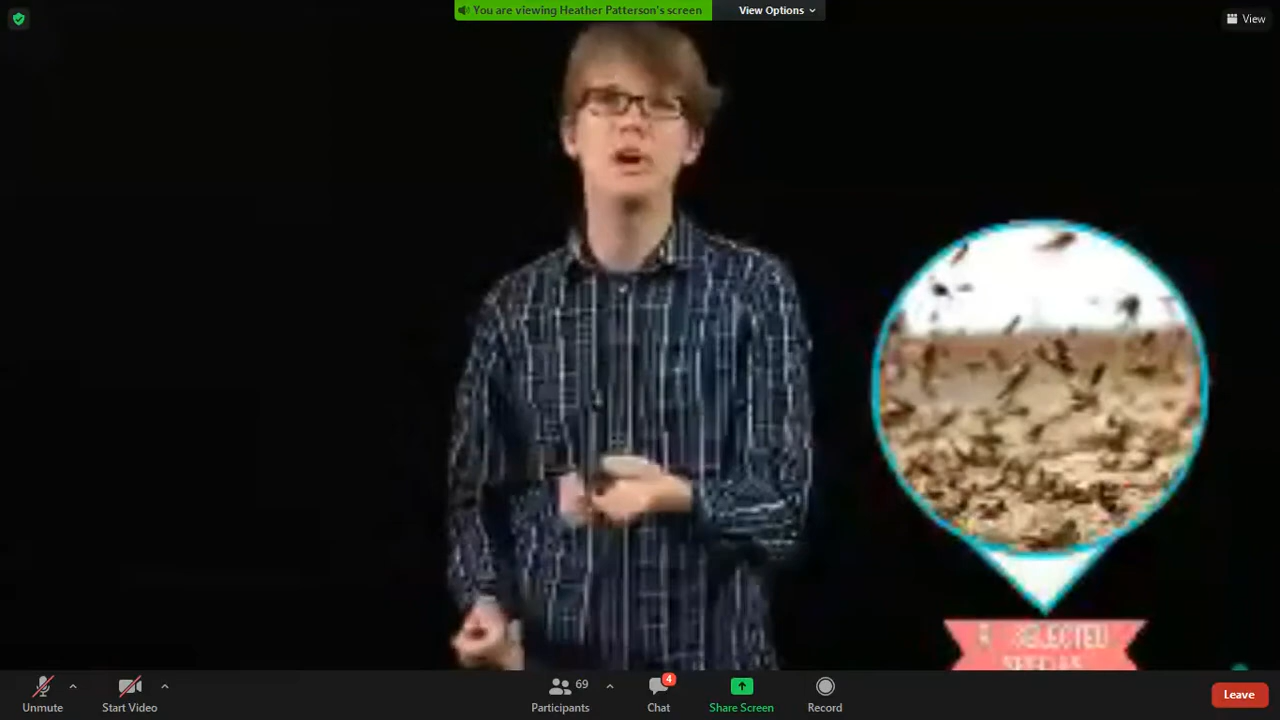 You are viewing Heather Patterson's screen
View Options
View
SELECTED
Unmute
Start Video
69
Participants
4
Chat
Share Screen
Record
Leave